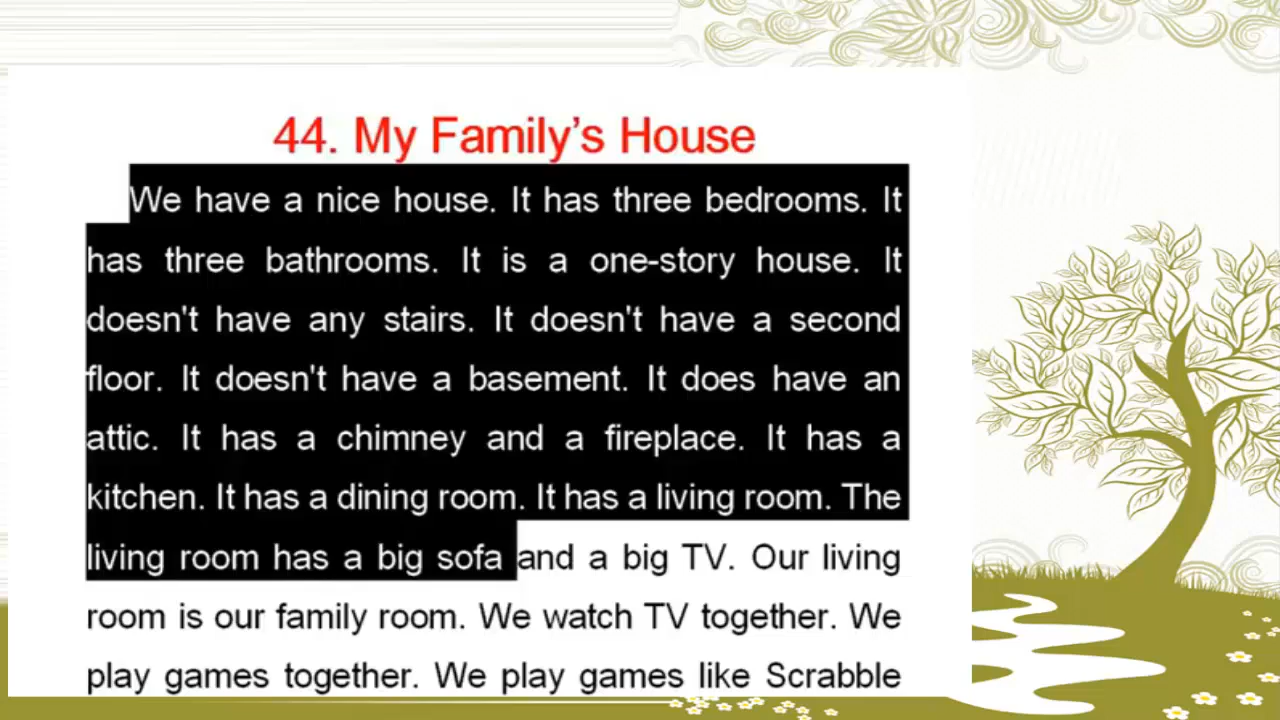 44. My Family’s House
We have a nice house. It has three bedrooms. It
has three bathrooms. It is a one-story house. It
doesn't have any stairs. It doesn't have a second
floor. It doesn't have a basement. It does have an
attic. It has a chimney and a fireplace. It has a
kitchen. It has a dining room. It has a living room. The
living room has a big sofa and a big TV. Our living
room is our family room. We watch TV together. We
play games together. We play games like Scrabble